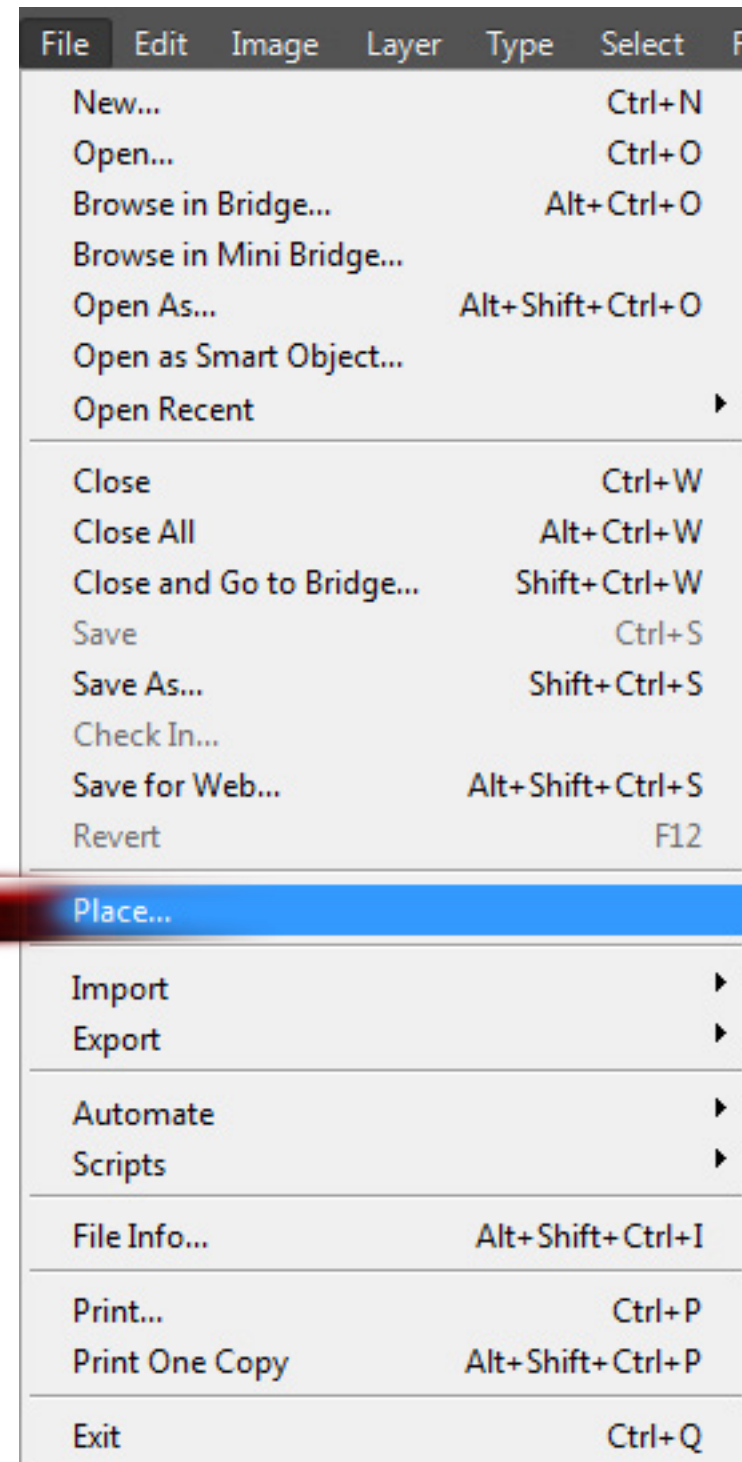 File Edit Image Layer Type Select
New... Ctrl+N
Open... Ctrl+O
Browse in Bridge... Alt+Ctrl+O
Browse in Mini Bridge...
Open As... Alt+Shift+Ctrl+O
Open as Smart Object...
Open Recent
Close Ctrl+W
Close All Alt+Ctrl+W
Close and Go to Bridge... Shift+Ctrl+W
Save Ctrl+S
Save As... Shift+Ctrl+S
Check In...
Save for Web... Alt+Shift+Ctrl+S
Revert F12
Place...
Import
Export
Automate
Scripts
File Info... Alt+Shift+Ctrl+I
Print... Ctrl+P
Print One Copy Alt+Shift+Ctrl+P
Exit Ctrl+Q